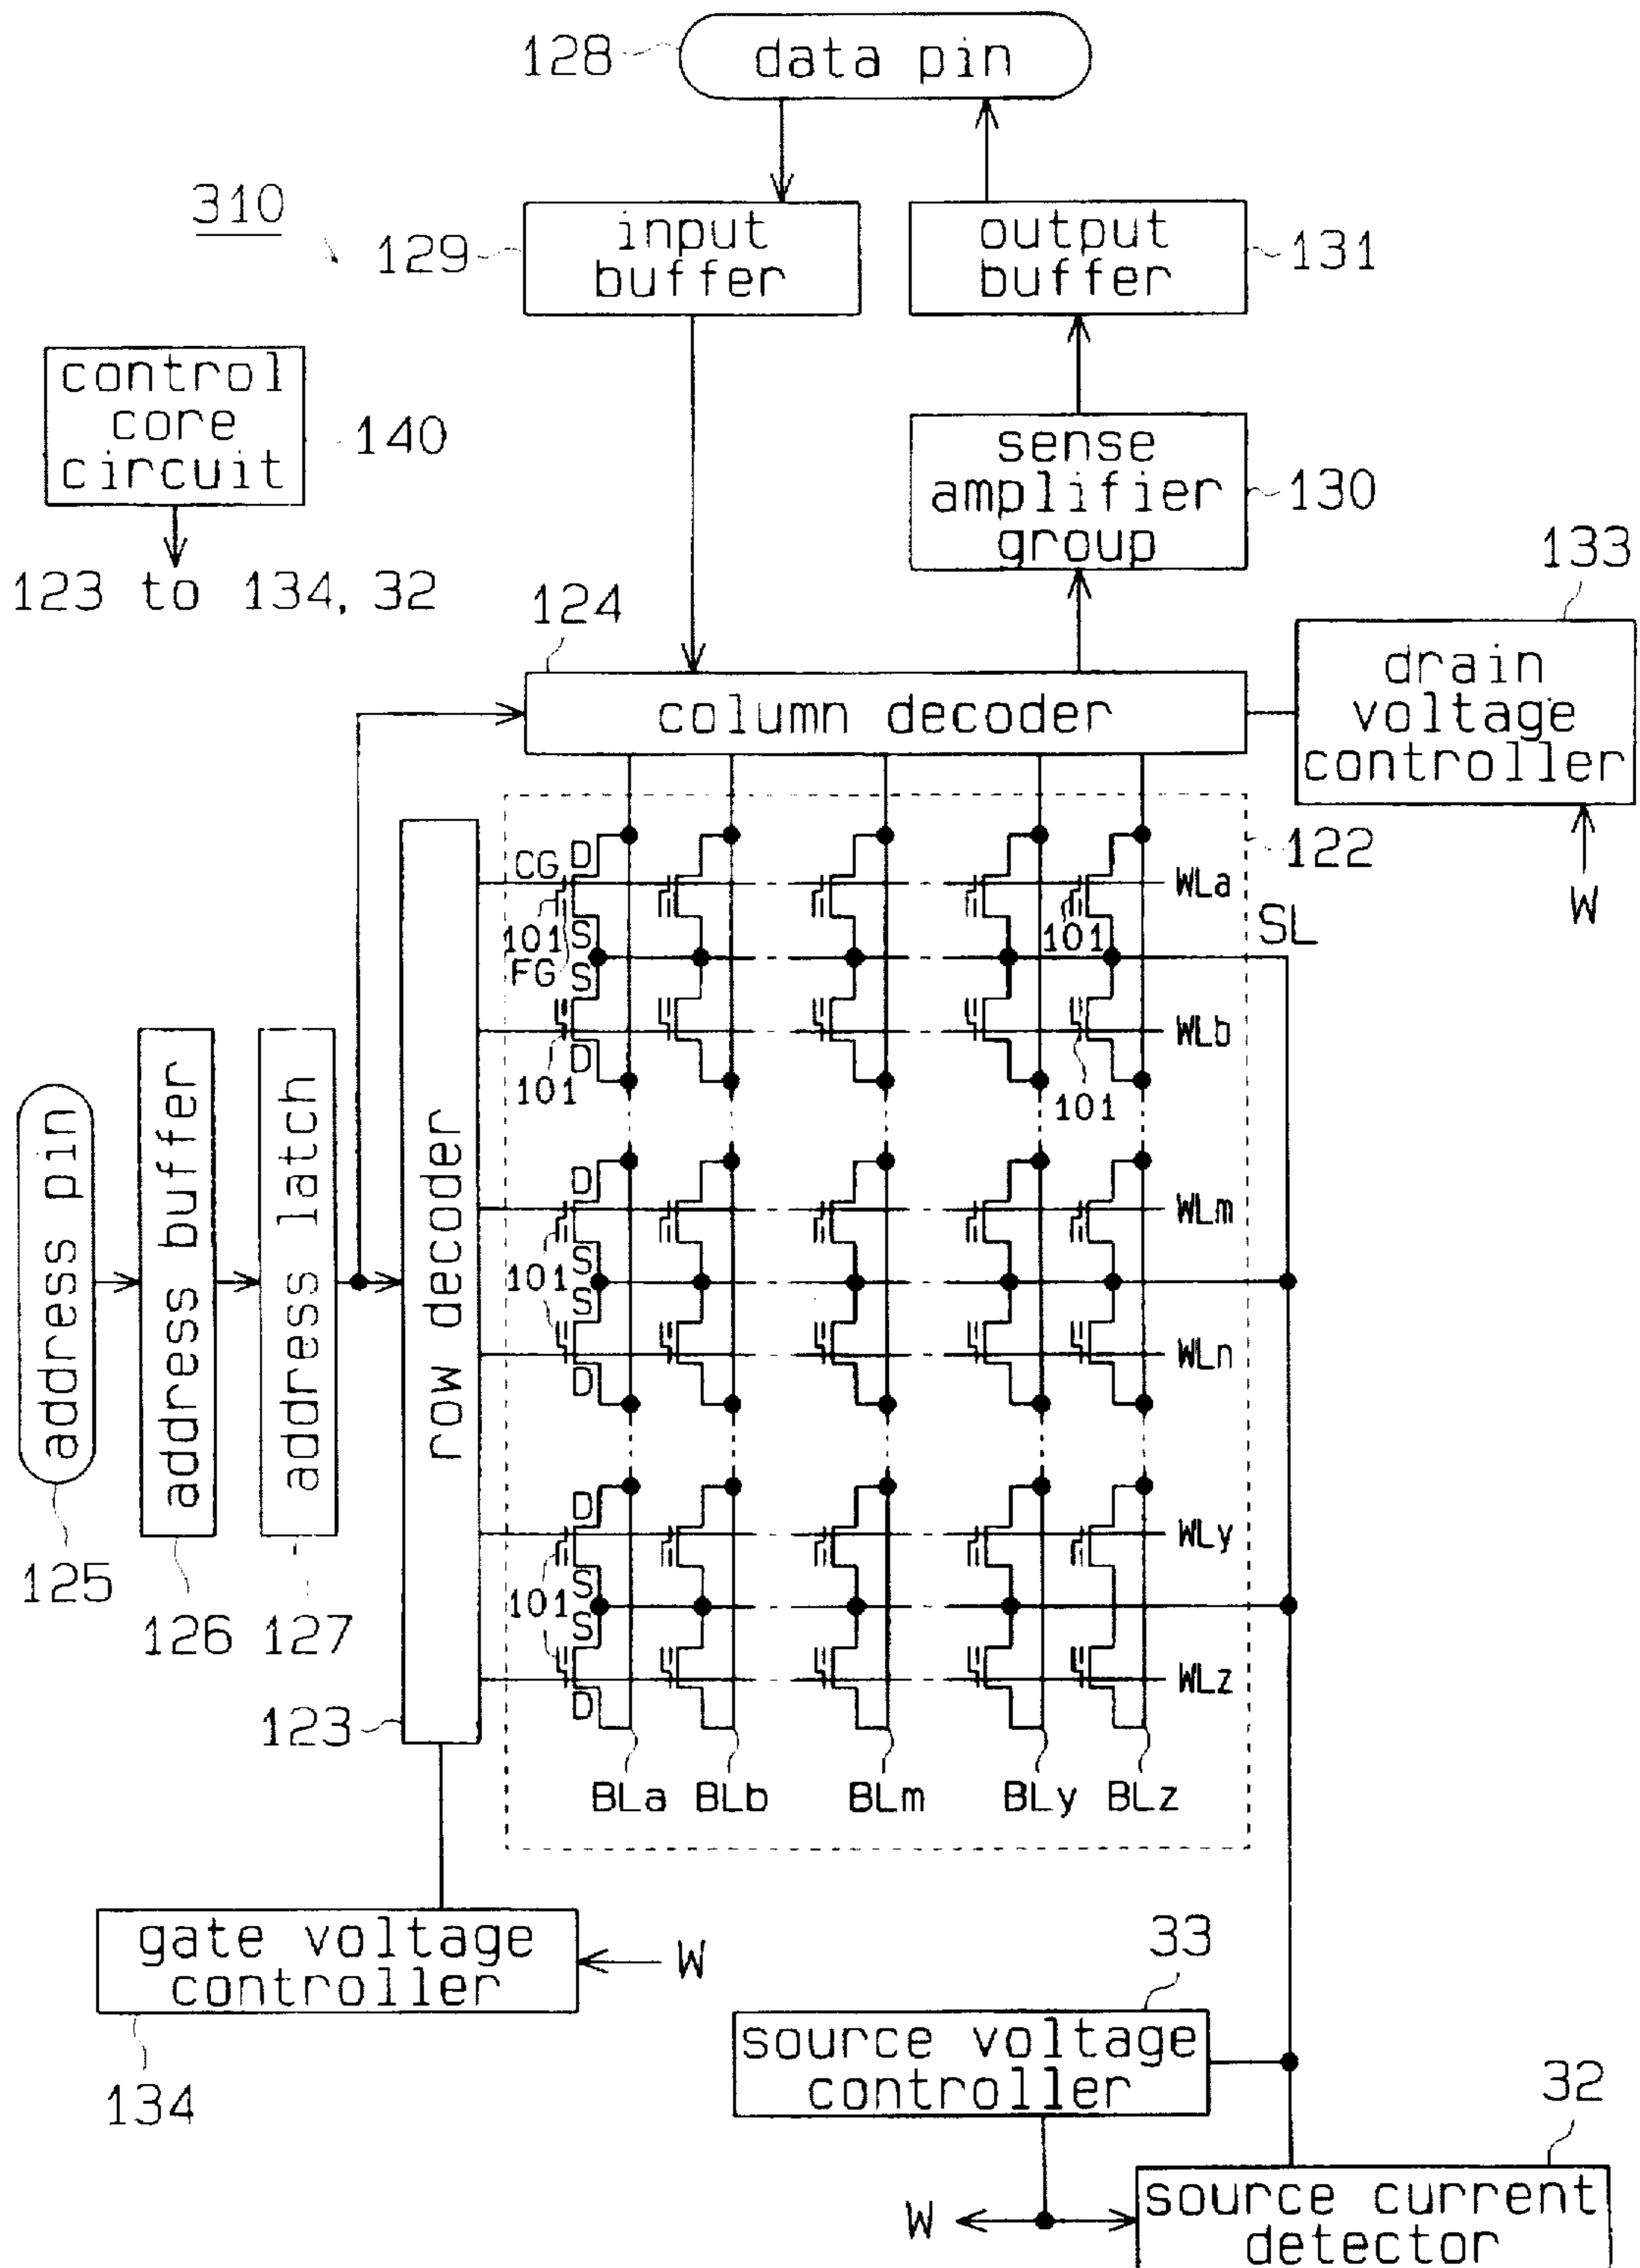 128
data pin
310
129
input
buffer
output
buffer
131
control
core
circuit
140
123 to 134, 32
sense
amplifier
group
130
133
124
column decoder
drain
voltage
controller
W
122
CG
D
WLa
101
S
101
SL
FG
S
WLb
101
D
101
address pin
address buffer
address latch
row decoder
D
WLm
S
101
S
WLn
D
D
WLy
S
101
S
WLz
D
125
126
127
123
BLa
BLb
BLm
BLy
BLz
gate voltage
controller
W
134
33
source voltage
controller
32
W
source current
detector